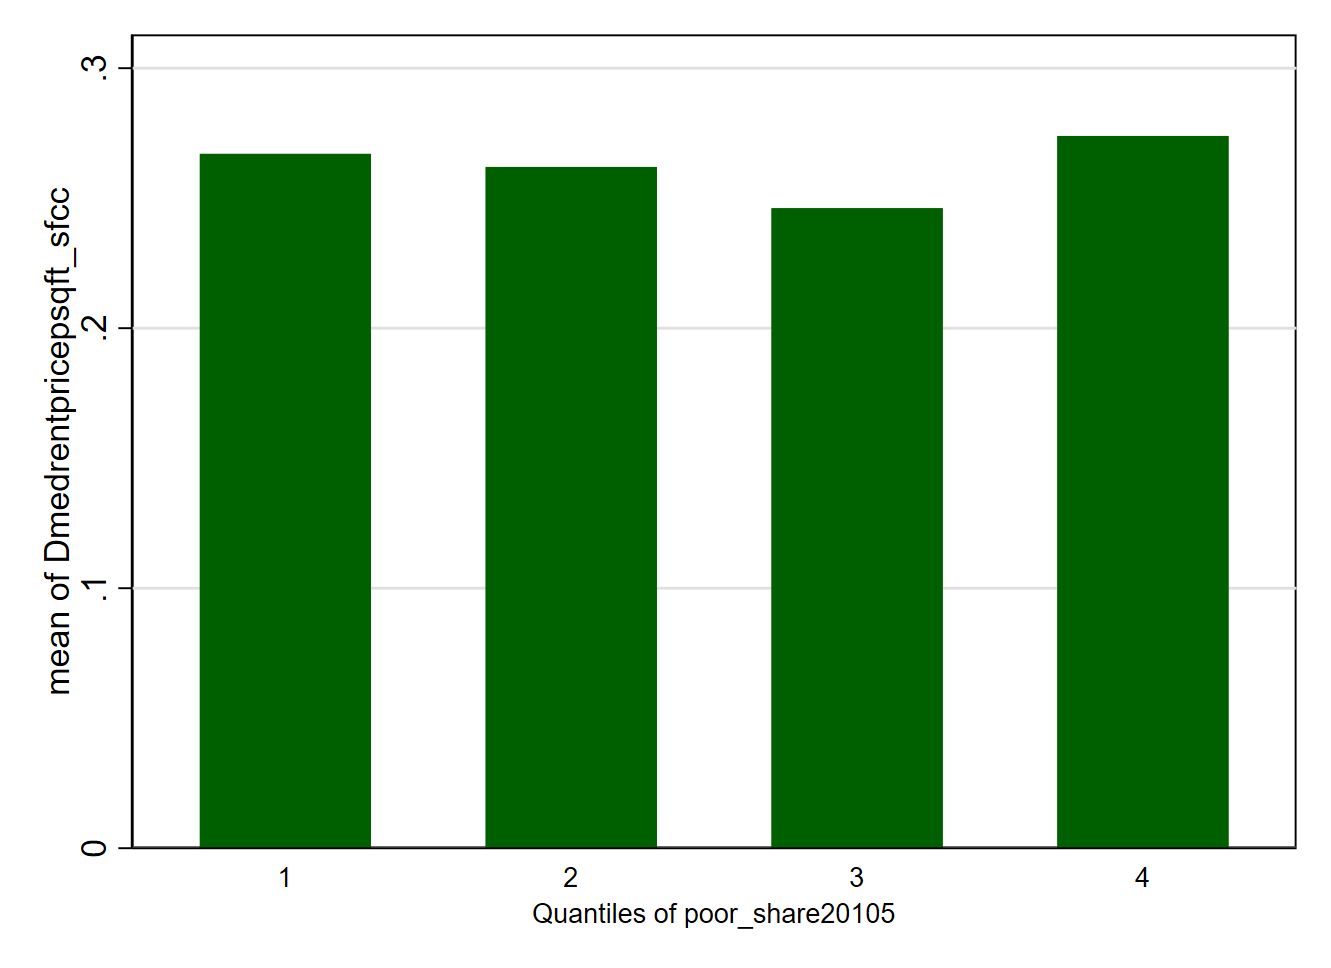 mean of Dmedrentpricepsqft_sfcc
.3
.2
.1
0
1 2 3 4
Quantiles of poor_share20105